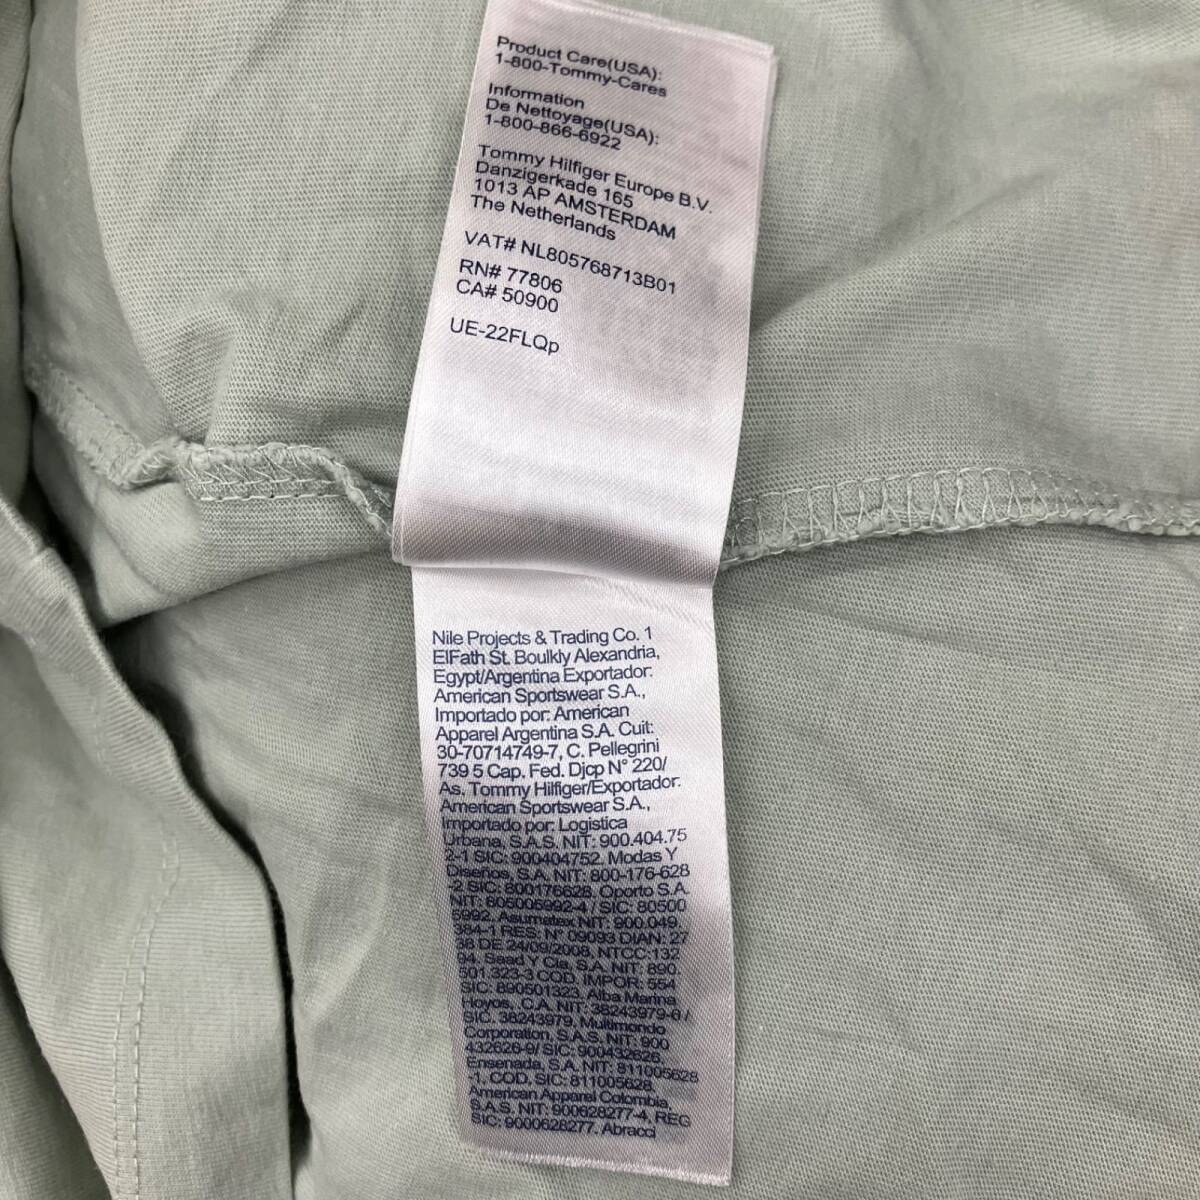 Product Care(USA):
1-800-Tommy-Cares
Information
De Nettoyage(USA):
1-800-866-6922
Tommy Hilfiger Europe B.V.
Danzigerkade 165
1013 AP AMSTERDAM
The Netherlands
VAT# NL805768713B01
RN# 77806
CA# 50900
UE-22FLQp
Nile Projects & Trading Co. 1
ElFath St. Boulkly Alexandria,
Egypt/Argentina Exportador:
American Sportswear S.A.,
Importado por: American
Apparel Argentina S.A. Cuit:
30-70714749-7, C. Pellegrini
739 5 Cap. Fed. Djcp N° 220/
As. Tommy Hilfiger/Exportador:
American Sportswear S.A.,
Importado por: Logistica
Urbana, S.A.S. NIT: 900.404.75
2-1 SIC: 900404752. Modas Y
Diseños, S.A. NIT: 800-176-628
-2 SIC: 800176628. Oporto S.A.
NIT: 805005992-4 / SIC: 80500
5992. Asumatex NIT: 900.049.
384-1 RES. N° 09093 DIAN: 27
38 DE 24/09/2008, NTCC:132
94. Saad Y Cia, S.A. NIT: 890.
501.323-3 COD. IMPOR: 554
SIC: 890501323. Alba Marina
Hoyos, .C.A. NIT: 38243979-6 /
SIC. 38243979, Multimondo
Corporation, S.A.S. NIT: 900
432626-9/ SIC: 900432626.
Ensenada, S.A. NIT: 811005628
-1. COD. SIC: 811005628.
American Apparel Colombia,
S.A.S. NIT: 900628277-4, REG
SIC: 9000628277. Abracci